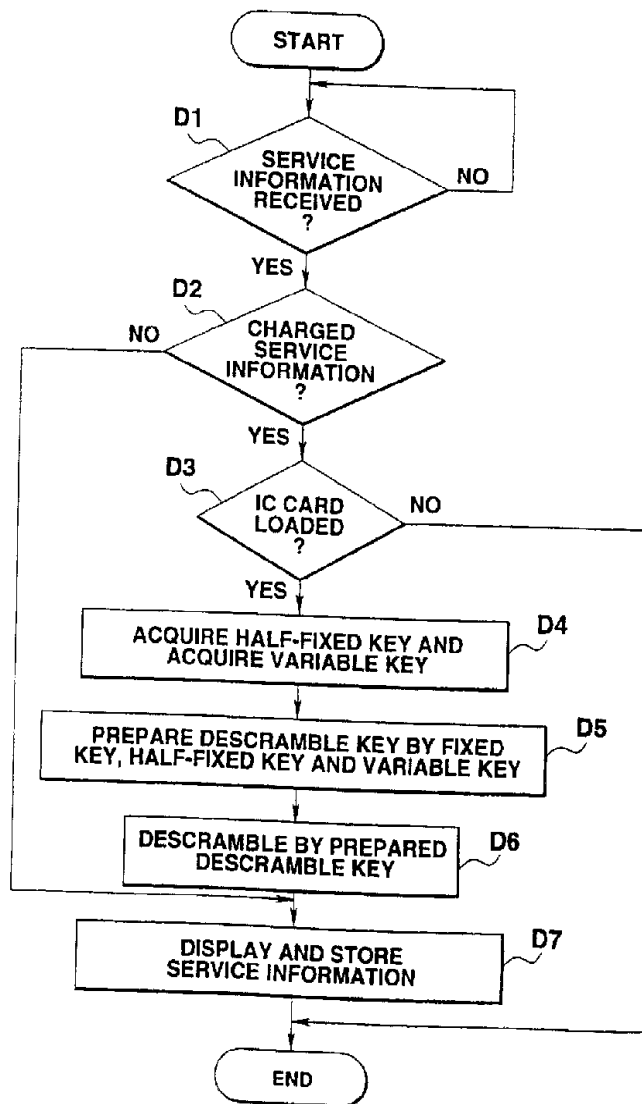 START
D1
SERVICE
INFORMATION
RECEIVED
?
NO
YES
D2
NO
CHARGED
SERVICE
INFORMATION
?
YES
D3
IC CARD
LOADED
?
NO
YES
ACQUIRE HALF-FIXED KEY AND
ACQUIRE VARIABLE KEY
D4
PREPARE DESCRAMBLE KEY BY FIXED
KEY, HALF-FIXED KEY AND VARIABLE KEY
D5
DESCRAMBLE BY PREPARED
DESCRAMBLE KEY
D6
DISPLAY AND STORE
SERVICE INFORMATION
D7
END